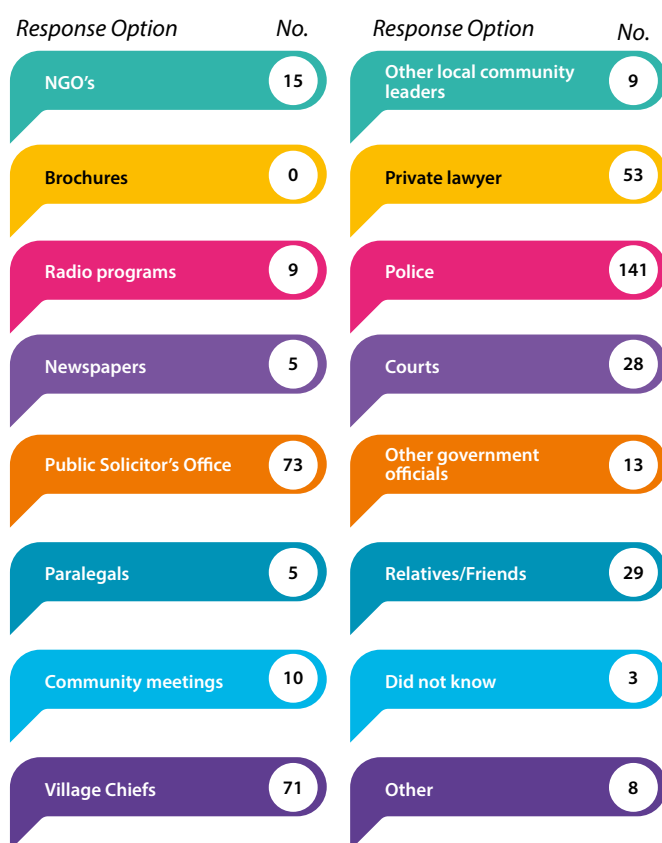 Response Option No.
NGO's 15
Brochures 0
Radio programs 9
Newspapers 5
Public Solicitor's Office 73
Paralegals 5
Community meetings 10
Village Chiefs 71
Response Option No.
Other local community
leaders 9
Private lawyer 53
Police 141
Courts 28
Other government
officials 13
Relatives/Friends 29
Did not know 3
Other 8